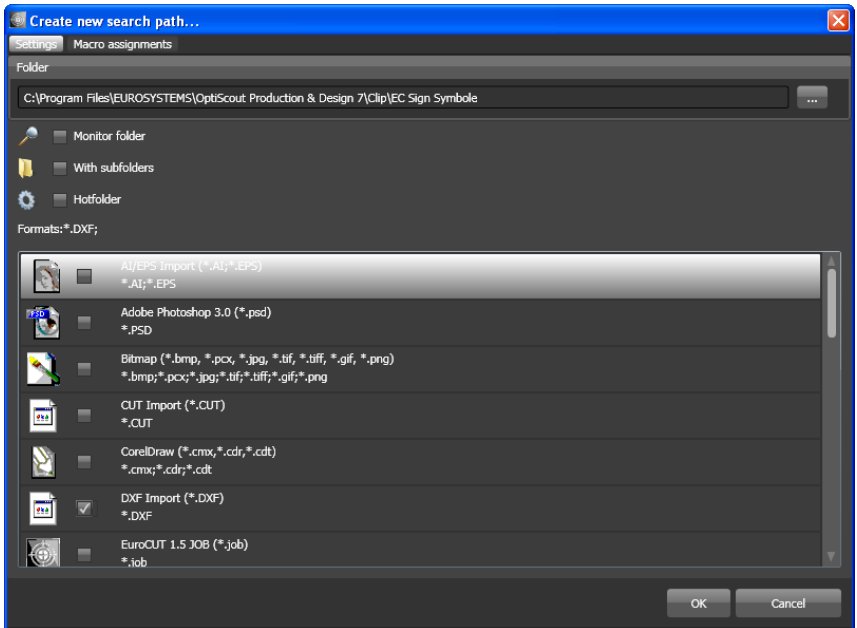 Create new search path...
Settings Macro assignments
Folder
C:\Program Files\EUROSYSTEMS\OptiScout Production & Design 7\Clip\EC Sign Symbole
...
Monitor folder
With subfolders
Hotfolder
Formats:*.DXF;
AI/EPS Import (*.AI;*.EPS)
*.AI;*.EPS
PSD
Adobe Photoshop 3.0 (*.psd)
*.PSD
Bitmap (*.bmp, *.pcx, *.jpg, *.tif, *.tiff, *.gif, *.png)
*.bmp;*.pcx;*.jpg;*.tif;*.tiff;*.gif;*.png
CUT Import (*.CUT)
*.CUT
CorelDraw (*.cmx,*.cdr,*.cdt)
*.cmx;*.cdr;*.cdt
DXF Import (*.DXF)
*.DXF
EuroCUT 1.5 JOB (*.job)
*.job
OK Cancel